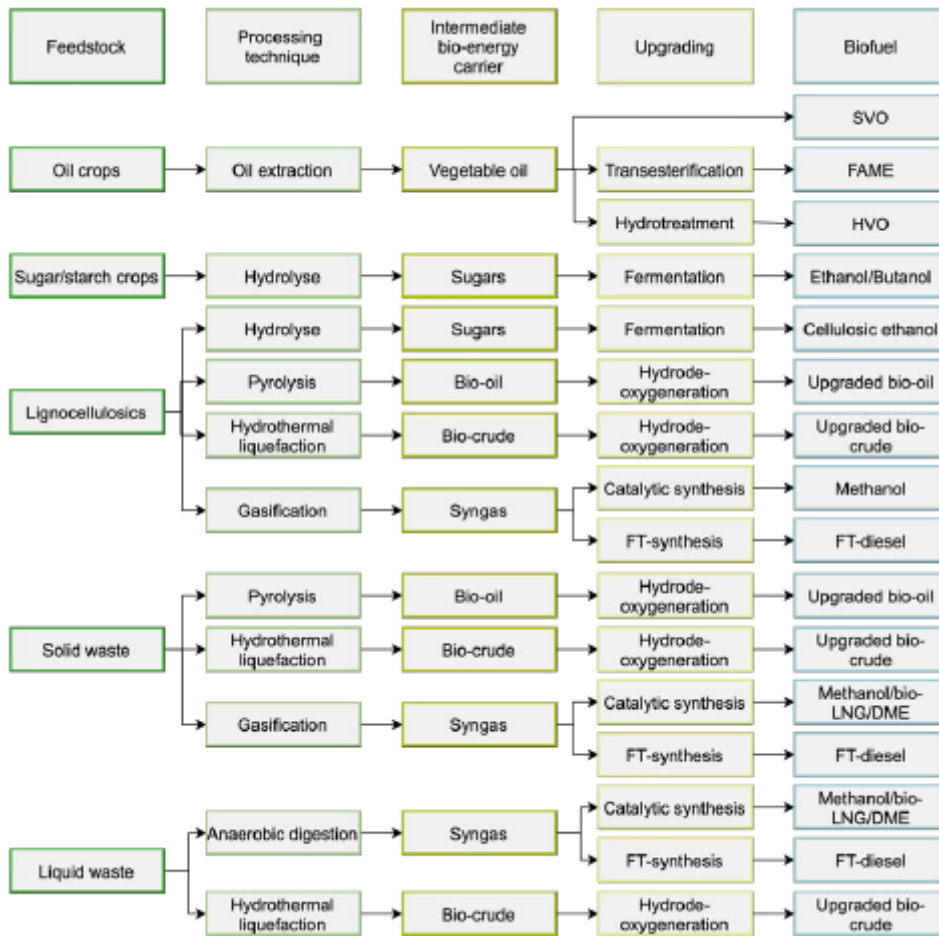 Feedstock
Processing
technique
Intermediate
bio-energy
carrier
Upgrading
Biofuel
SVO
Oil crops
Oil extraction
Vegetable oil
Transesterification
FAME
Hydrotreatment
HVO
Sugar/starch crops
Hydrolyse
Sugars
Fermentation
Ethanol/Butanol
Hydrolyse
Sugars
Fermentation
Cellulosic ethanol
Lignocellulosics
Pyrolysis
Bio-oil
Hydrode-
oxygeneration
Upgraded bio-oil
Hydrothermal
liquefaction
Bio-crude
Hydrode-
oxygeneration
Upgraded bio-
crude
Gasification
Syngas
Catalytic synthesis
Methanol
FT-synthesis
FT-diesel
Solid waste
Pyrolysis
Bio-oil
Hydrode-
oxygeneration
Upgraded bio-oil
Hydrothermal
liquefaction
Bio-crude
Hydrode-
oxygeneration
Upgraded bio-
crude
Gasification
Syngas
Catalytic synthesis
Methanol/bio-
LNG/DME
FT-synthesis
FT-diesel
Liquid waste
Anaerobic digestion
Syngas
Catalytic synthesis
Methanol/bio-
LNG/DME
FT-synthesis
FT-diesel
Hydrothermal
liquefaction
Bio-crude
Hydrode-
oxygeneration
Upgraded bio-
crude